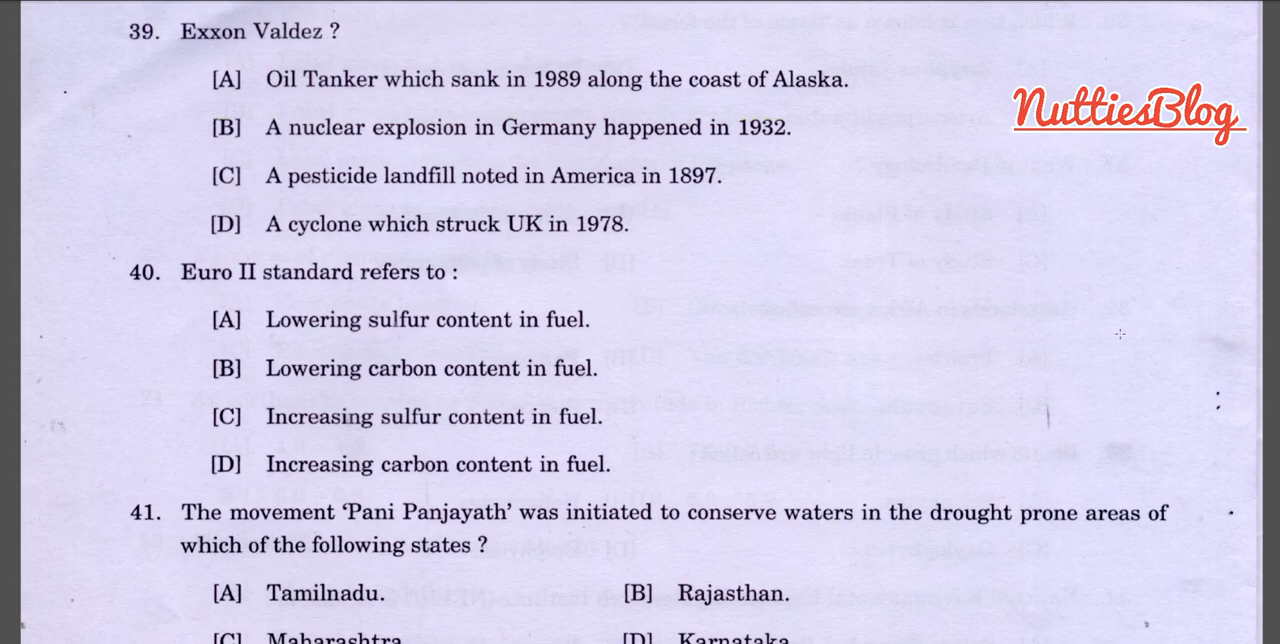 39. Exxon Valdez ?
[A] Oil Tanker which sank in 1989 along the coast of Alaska.
NuttiesBlog
[B] A nuclear explosion in Germany happened in 1932.
[C] A pesticide landfill noted in America in 1897.
[D] A cyclone which struck UK in 1978.
40. Euro II standard refers to :
[A] Lowering sulfur content in fuel.
[B] Lowering carbon content in fuel.
[C] Increasing sulfur content in fuel.
[D] Increasing carbon content in fuel.
41. The movement ‘Pani Panjayath’ was initiated to conserve waters in the drought prone areas of
which of the following states ?
[A] Tamilnadu. [B] Rajasthan.
[C] Maharashtra [D] Karnataka